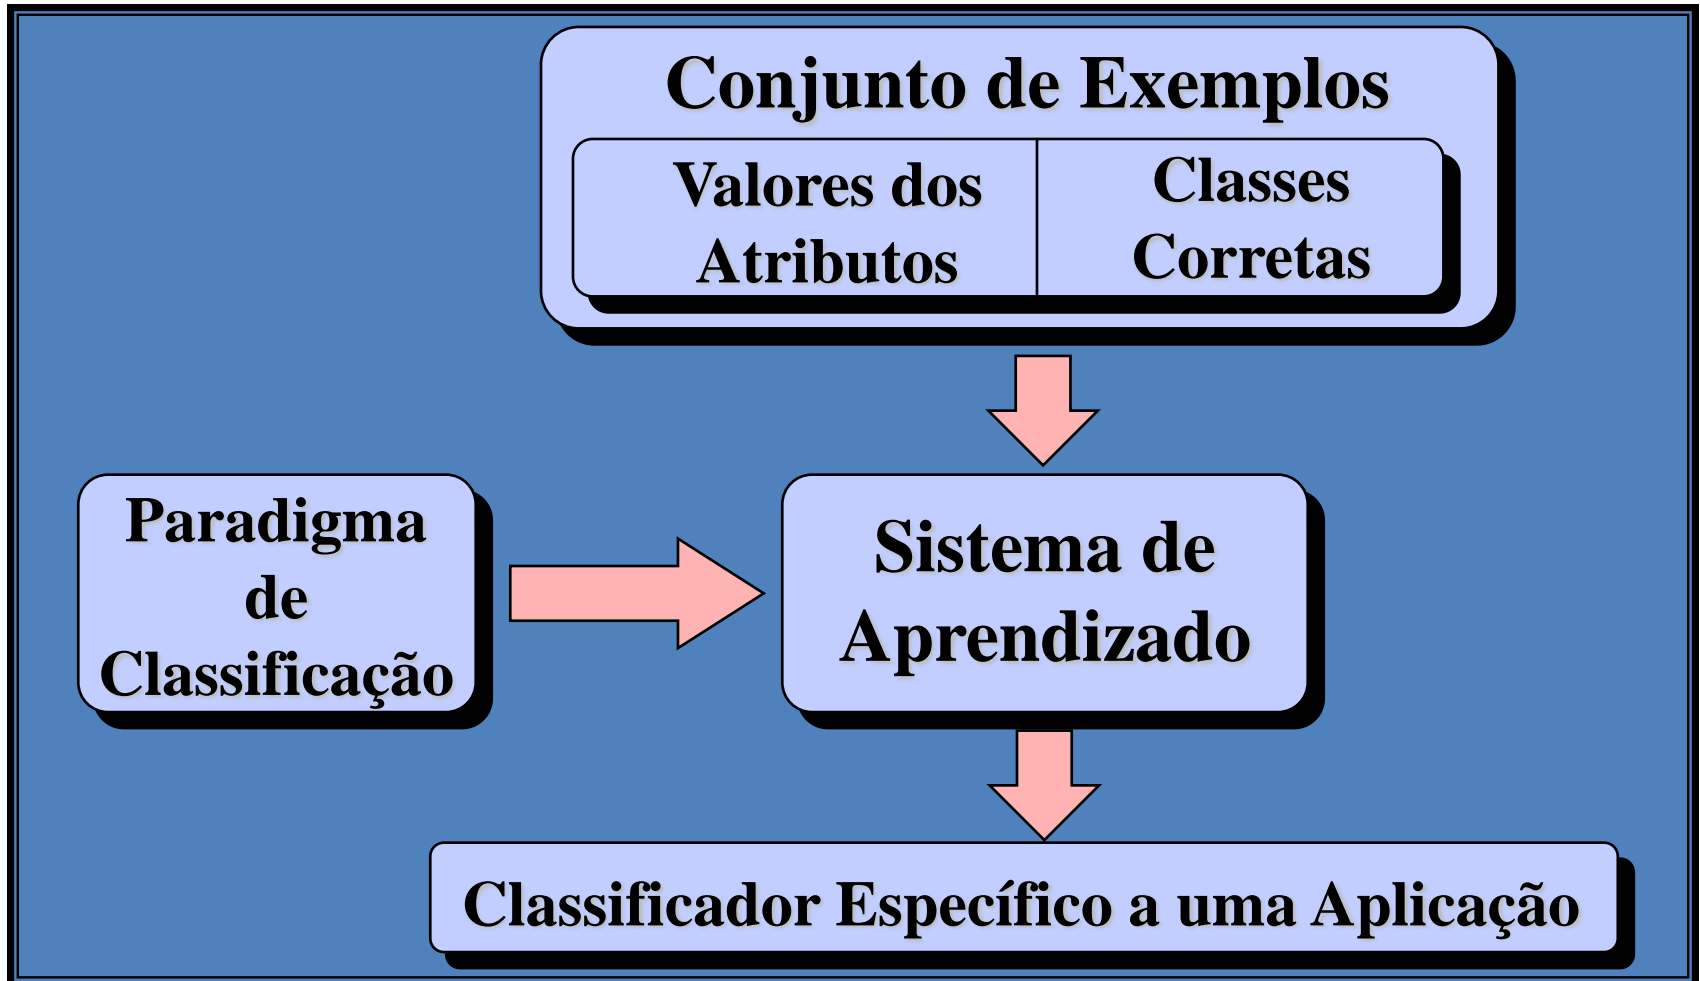 Conjunto de Exemplos
Valores dos
Atributos
Classes
Corretas
Paradigma
de
Classificação
Sistema de
Aprendizado
Classificador Específico a uma Aplicação